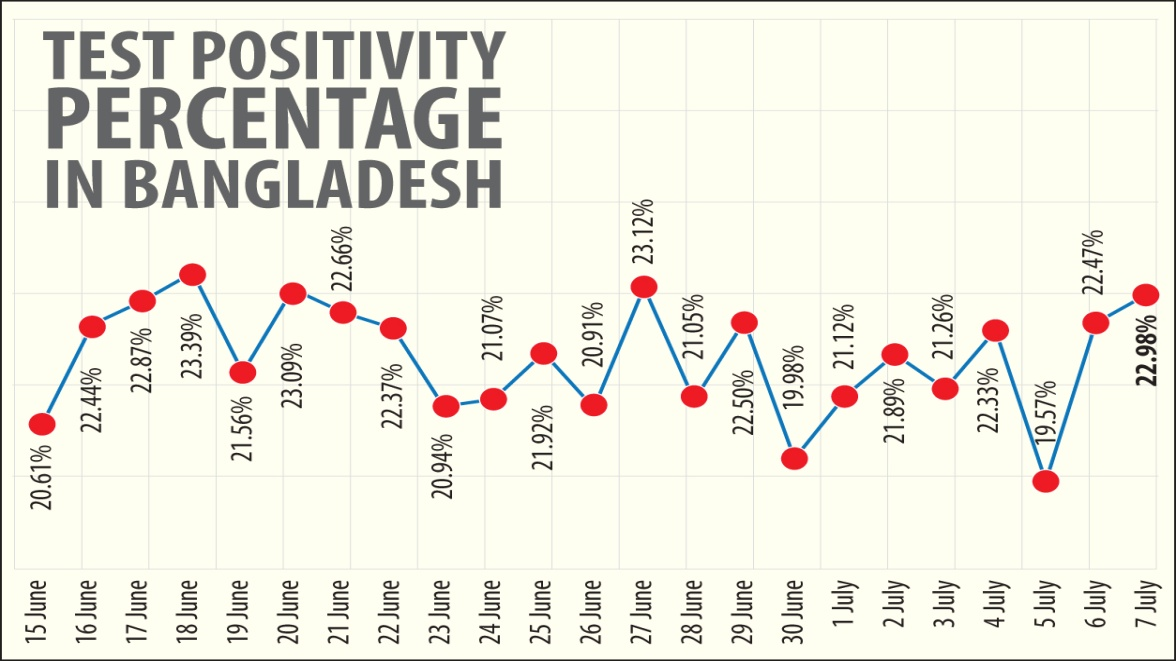 TEST POSITIVITY
PERCENTAGE
IN BANGLADESH
20.61%
22.44%
22.87%
23.39%
21.56%
23.09%
22.66%
22.37%
20.94%
21.07%
21.92%
20.91%
23.12%
21.05%
22.50%
19.98%
21.12%
21.89%
21.26%
22.33%
19.57%
22.47%
22.98%
15 June
16 June
17 June
18 June
19 June
20 June
21 June
22 June
23 June
24 June
25 June
26 June
27 June
28 June
29 June
30 June
1 July
2 July
3 July
4 July
5 July
6 July
7 July